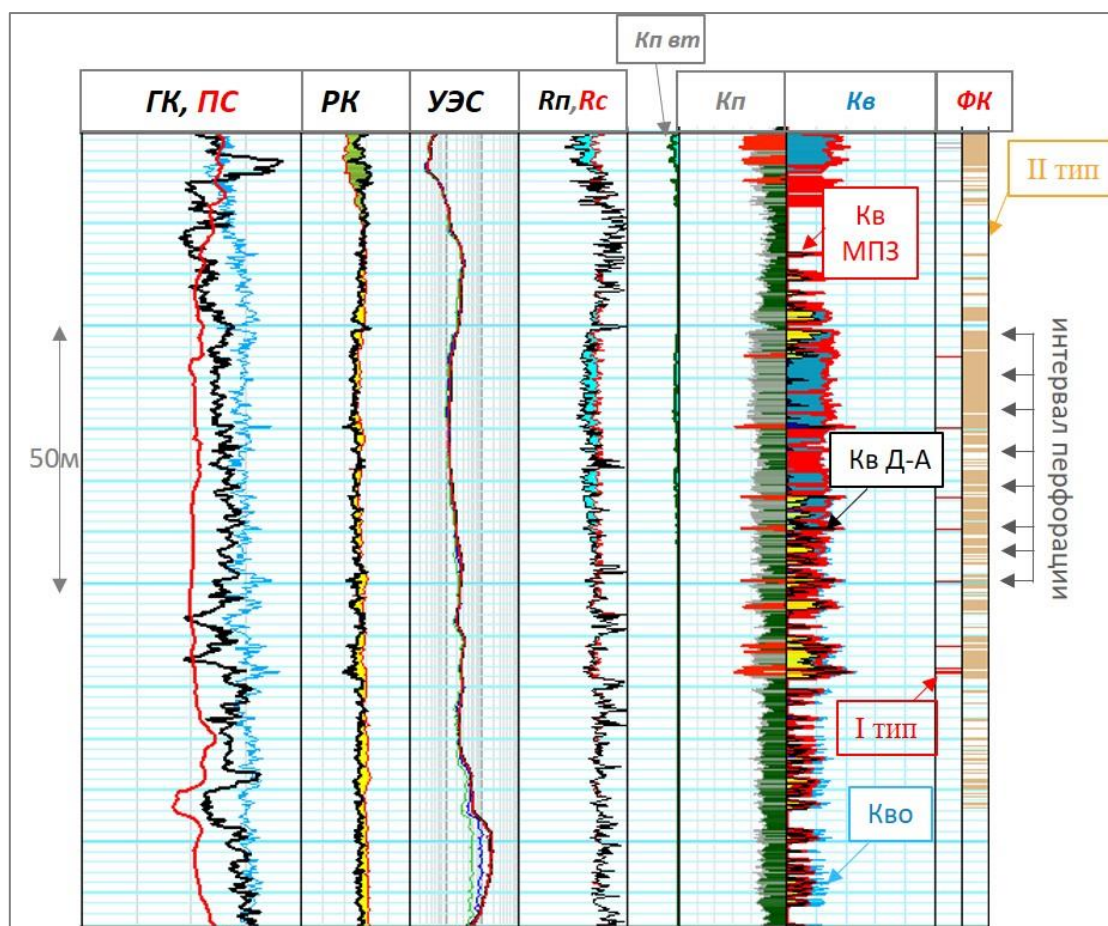 Кп вт
ГК, ПС
РК
УЭС
Rп,Rс
Кп
Кв
ФК
II тип
Кв
МПЗ
интервал перфорации
50м
Кв Д-А
I тип
Кво